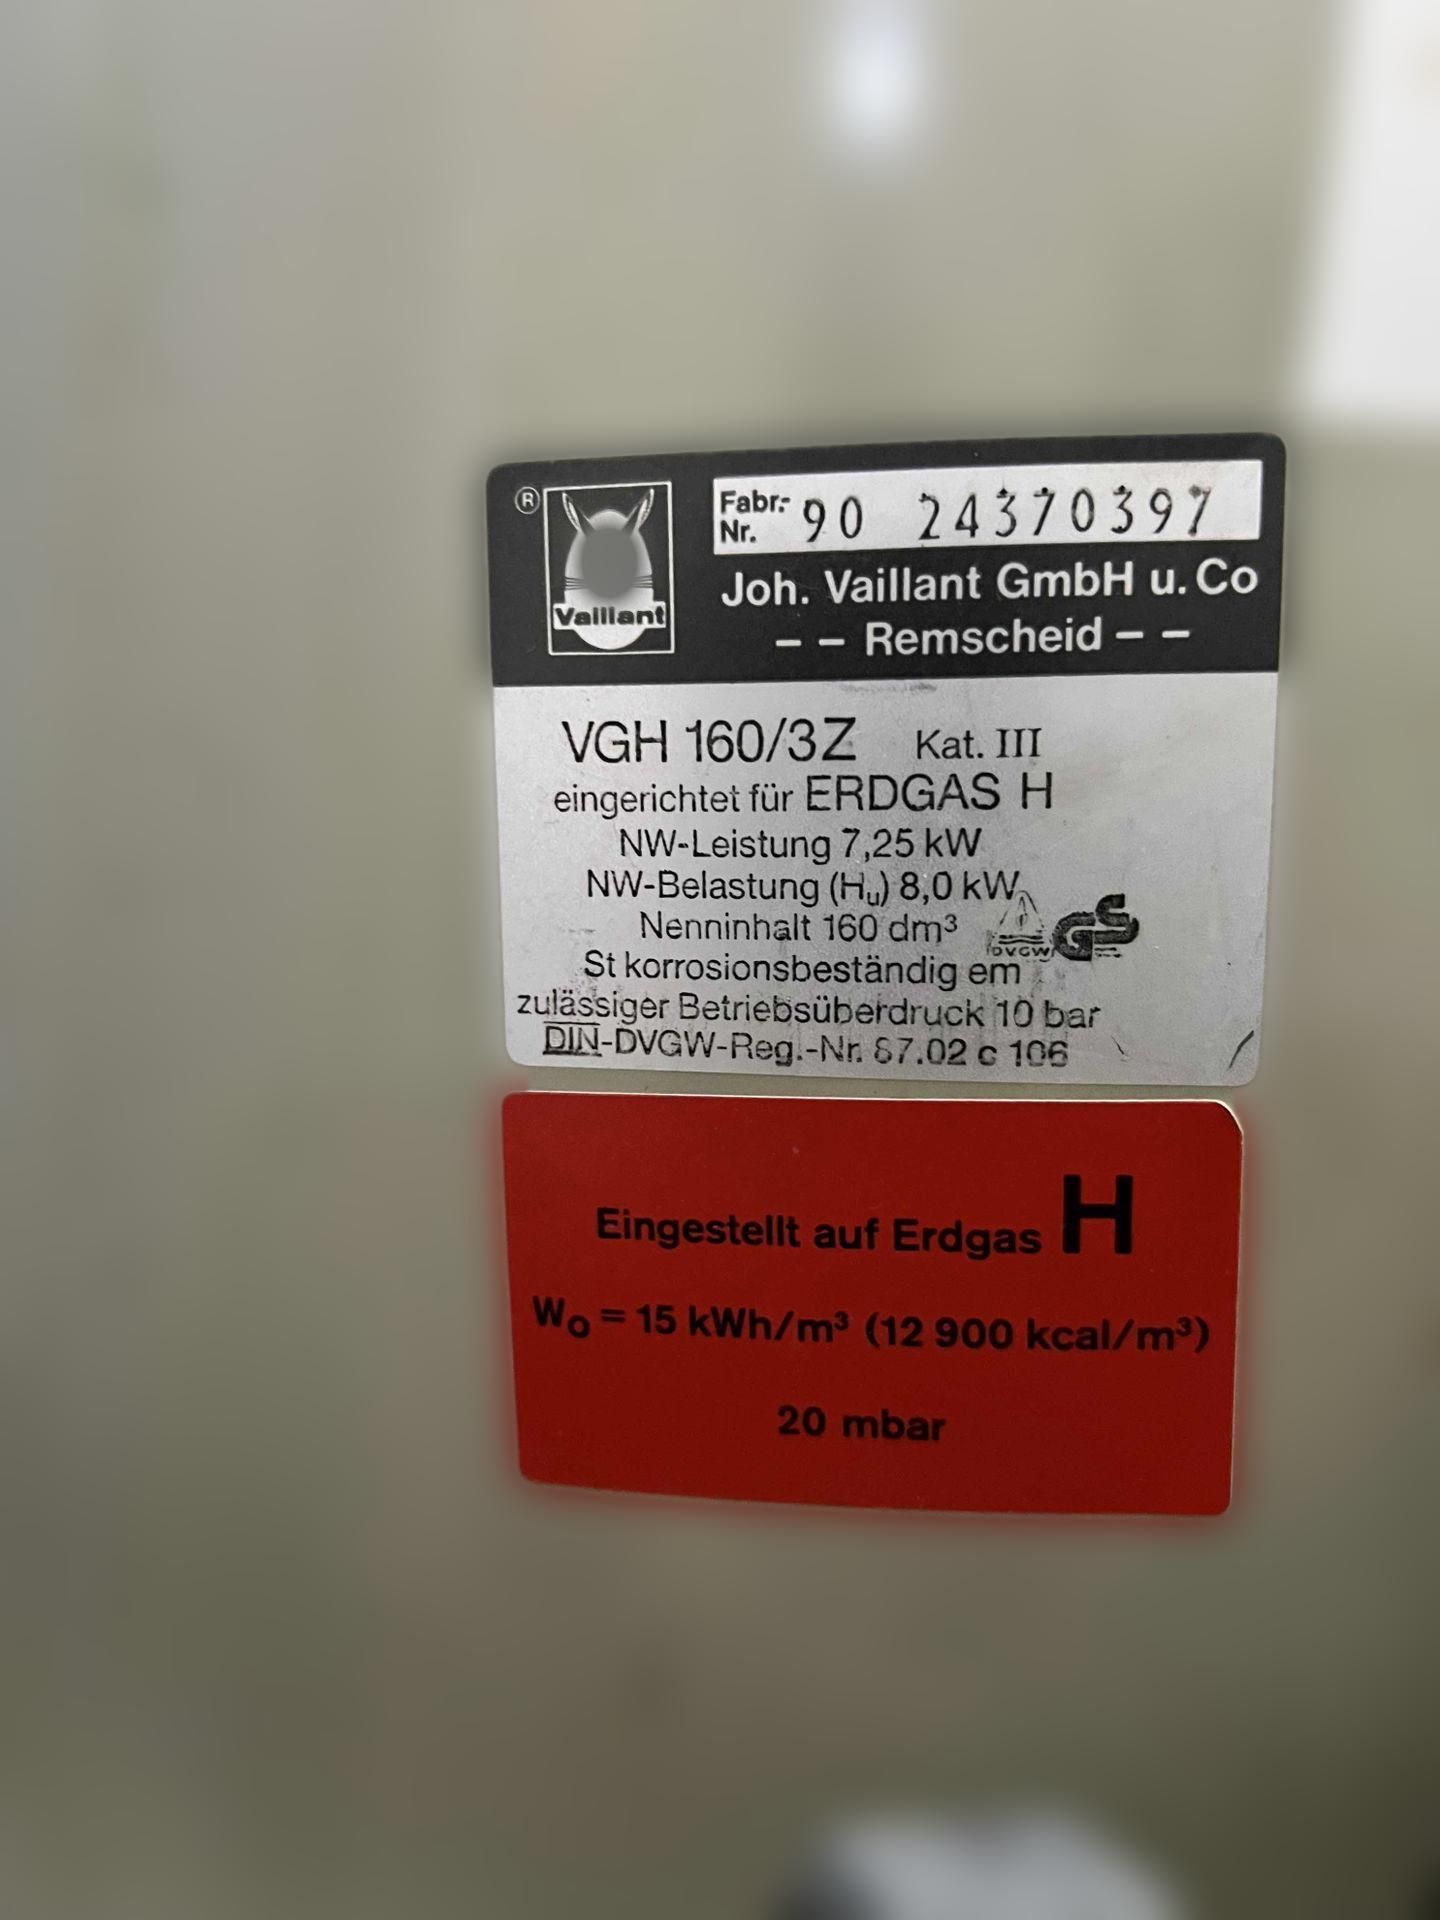 ®
Vaillant
Fabr.-
Nr. 90 24370397
Joh. Vaillant GmbH u. Co
-- Remscheid --
VGH 160/3Z Kat. III
eingerichtet für ERDGAS H
NW-Leistung 7,25 kW
NW-Belastung (Hu) 8,0 kW
Nenninhalt 160 dm³
DVGW GS
St korrosionsbeständig em
zulässiger Betriebsüberdruck 10 bar
DIN-DVGW-Reg.-Nr. 87.02 c 106
Eingestellt auf Erdgas H
Wo = 15 kWh/m³ (12 900 kcal/m³)
20 mbar